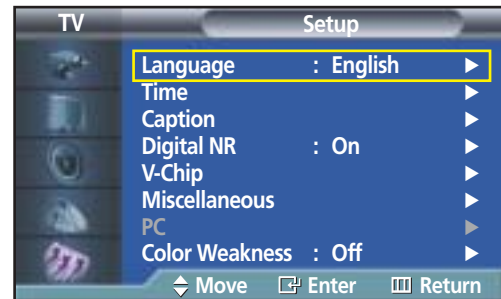 TV Setup
Language : English
Time
Caption
Digital NR : On
V-Chip
Miscellaneous
PC
Color Weakness : Off
Move Enter Return